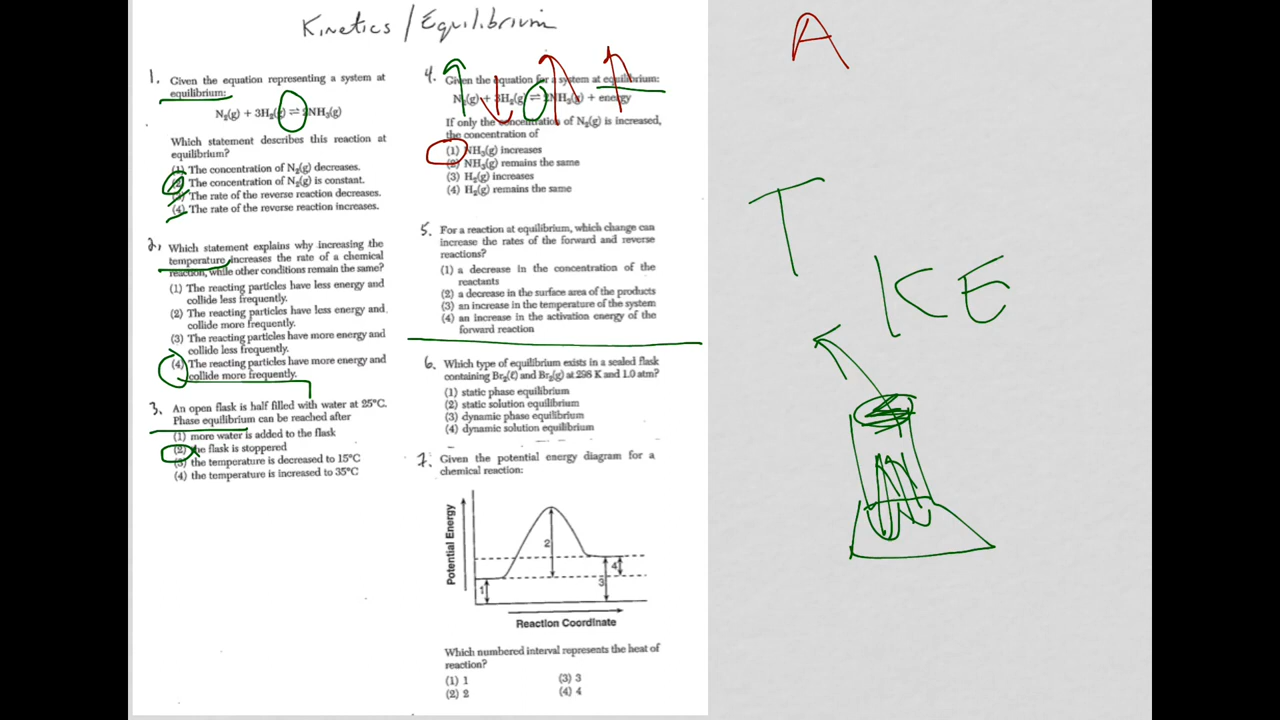 Kinetics / Equilibrium
1. Given the equation representing a system at
equilibrium:
N₂(g) + 3H₂(g) ⇌ 2NH₃(g)
Which statement describes this reaction at
equilibrium?
(1) The concentration of N₂(g) decreases.
(2) The concentration of N₂(g) is constant.
(3) The rate of the reverse reaction decreases.
(4) The rate of the reverse reaction increases.
2. Which statement explains why increasing the
temperature increases the rate of a chemical
reaction, while other conditions remain the same?
(1) The reacting particles have less energy and
collide less frequently.
(2) The reacting particles have less energy and
collide more frequently.
(3) The reacting particles have more energy and
collide less frequently.
(4) The reacting particles have more energy and
collide more frequently.
3. An open flask is half filled with water at 25°C.
Phase equilibrium can be reached after
(1) more water is added to the flask
(2) the flask is stoppered
(3) the temperature is decreased to 15°C
(4) the temperature is increased to 35°C
4. Given the equation for a system at equilibrium:
N₂(g) + 3H₂(g) ⇌ 2NH₃(g) + energy
If only the concentration of N₂(g) is increased,
the concentration of
(1) NH₃(g) increases
(2) NH₃(g) remains the same
(3) H₂(g) increases
(4) H₂(g) remains the same
5. For a reaction at equilibrium, which change can
increase the rates of the forward and reverse
reactions?
(1) a decrease in the concentration of the
reactants
(2) a decrease in the surface area of the products
(3) an increase in the temperature of the system
(4) an increase in the activation energy of the
forward reaction
6. Which type of equilibrium exists in a sealed flask
containing Br₂(ℓ) and Br₂(g) at 298 K and 1.0 atm?
(1) static phase equilibrium
(2) static solution equilibrium
(3) dynamic phase equilibrium
(4) dynamic solution equilibrium
7. Given the potential energy diagram for a
chemical reaction:
Potential Energy
1
2
3
4
Reaction Coordinate
Which numbered interval represents the heat of
reaction?
(1) 1 (3) 3
(2) 2 (4) 4
A
T
KE